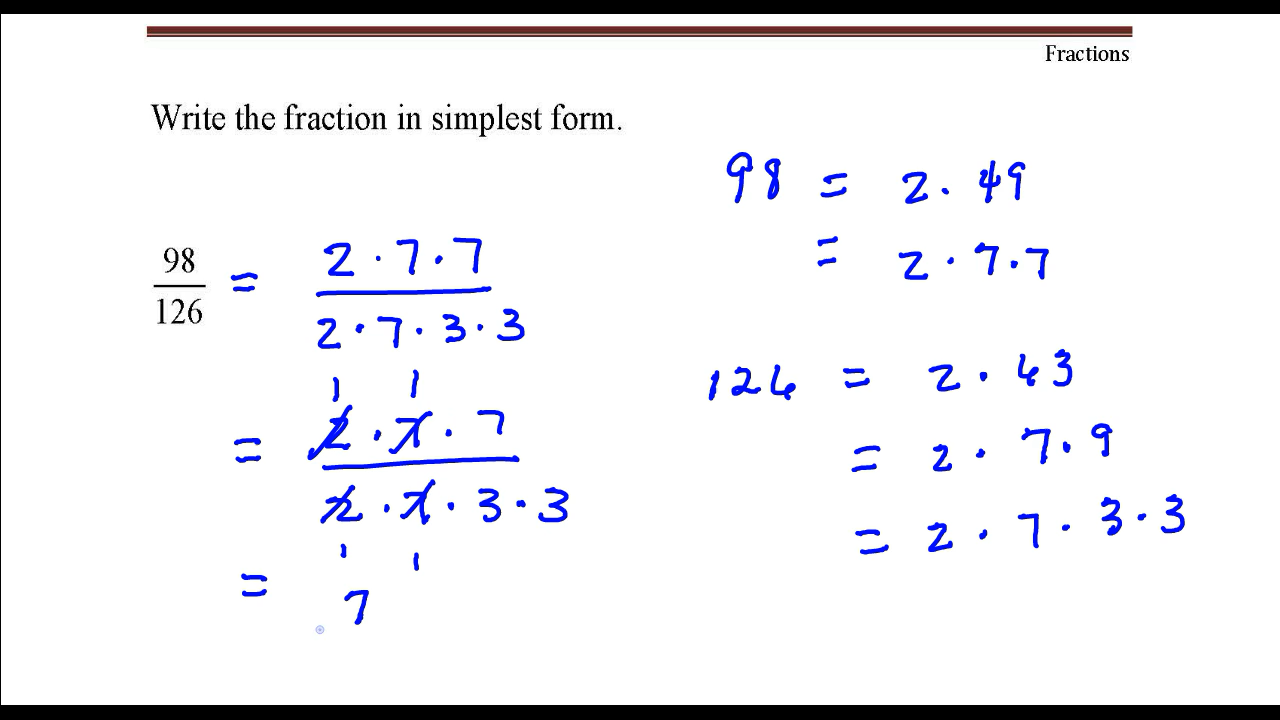 Fractions
Write the fraction in simplest form.
98/126 = 2 · 7 · 7 / 2 · 7 · 3 · 3
1 1
= 2 · 7 · 7 / 2 · 7 · 3 · 3
1 1
= 7
98 = 2 · 49
= 2 · 7 · 7
126 = 2 · 63
= 2 · 7 · 9
= 2 · 7 · 3 · 3